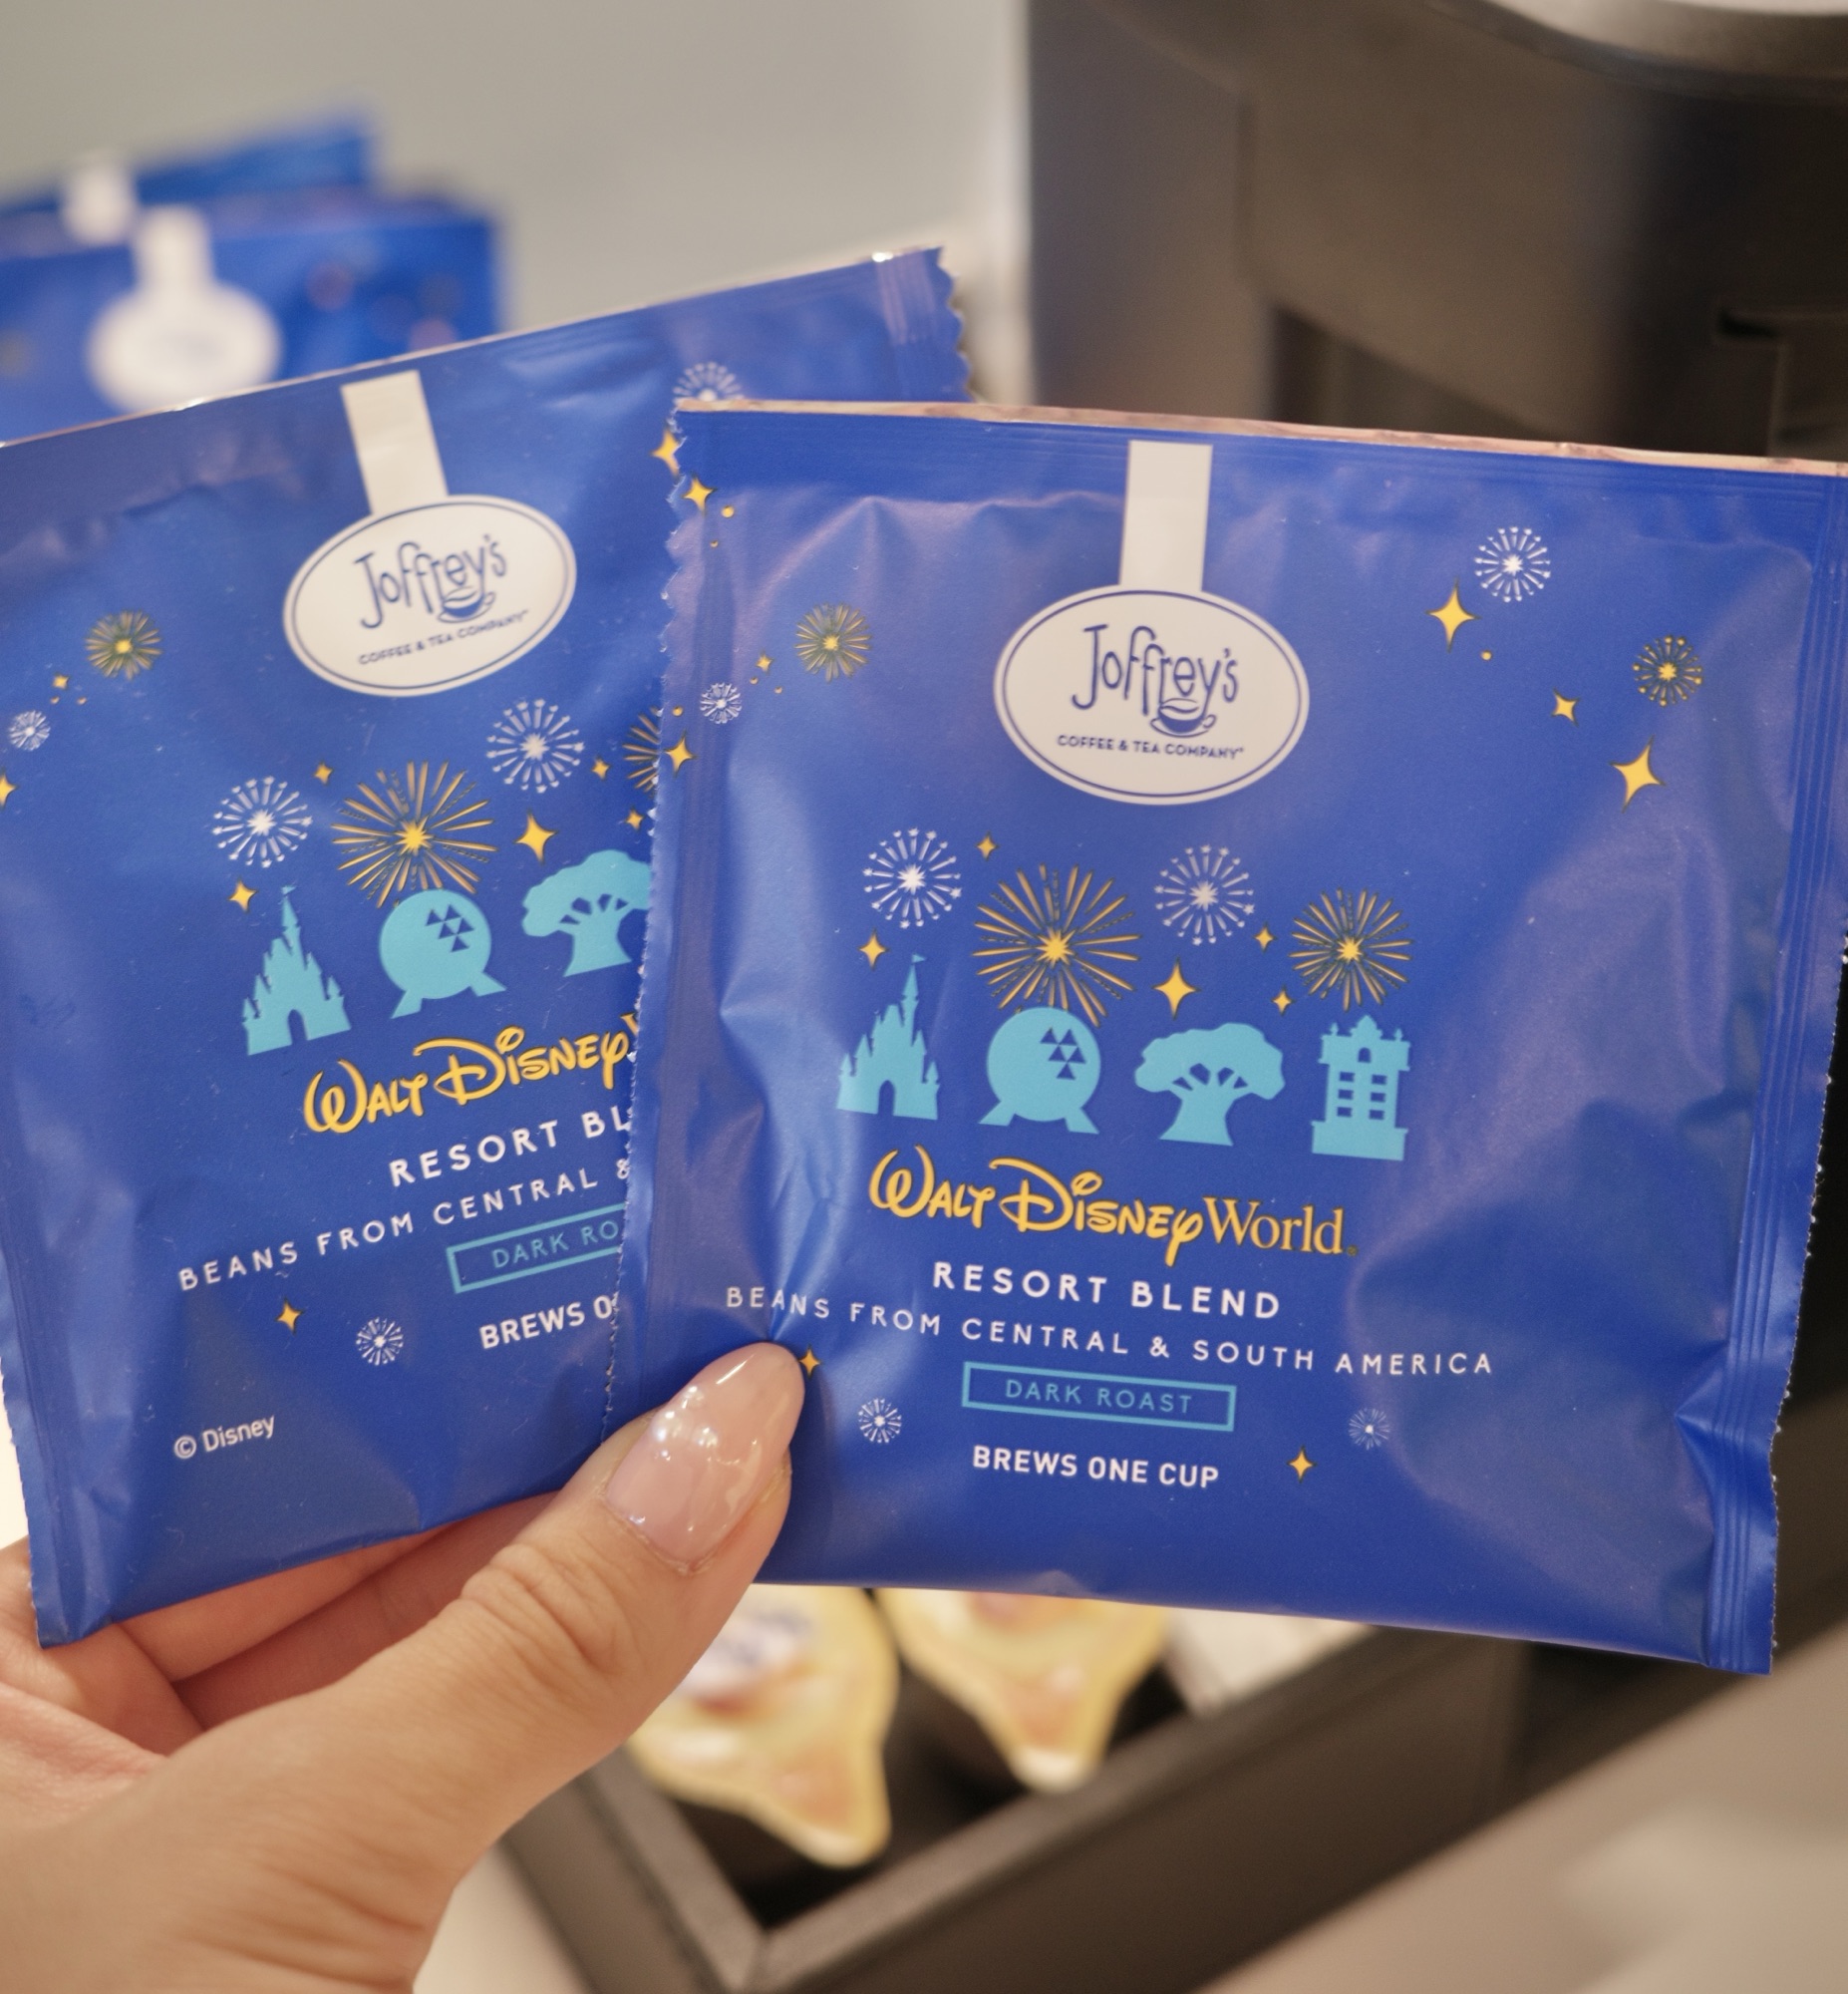 Joffrey's
COFFEE & TEA COMPANY
WALT DISNEY
RESORT BL
BEANS FROM CENTRAL &
DARK RO
BREWS
© Disney
Joffrey's
COFFEE & TEA COMPANY
WALT DISNEY World
RESORT BLEND
BEANS FROM CENTRAL & SOUTH AMERICA
DARK ROAST
BREWS ONE CUP